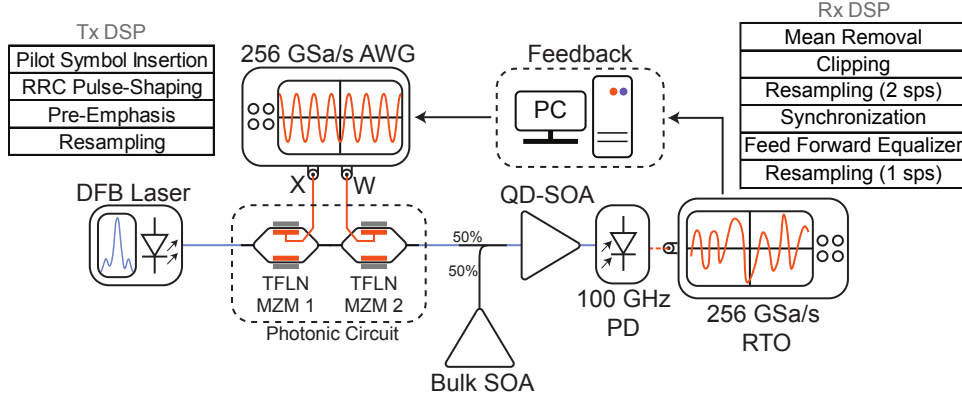 Tx DSP
Pilot Symbol Insertion
RRC Pulse-Shaping
Pre-Emphasis
Resampling
256 GSa/s AWG
X
W
Feedback
PC
Rx DSP
Mean Removal
Clipping
Resampling (2 sps)
Synchronization
Feed Forward Equalizer
Resampling (1 sps)
DFB Laser
TFLN
MZM 1
TFLN
MZM 2
Photonic Circuit
50%
50%
Bulk SOA
QD-SOA
100 GHz
PD
256 GSa/s
RTO